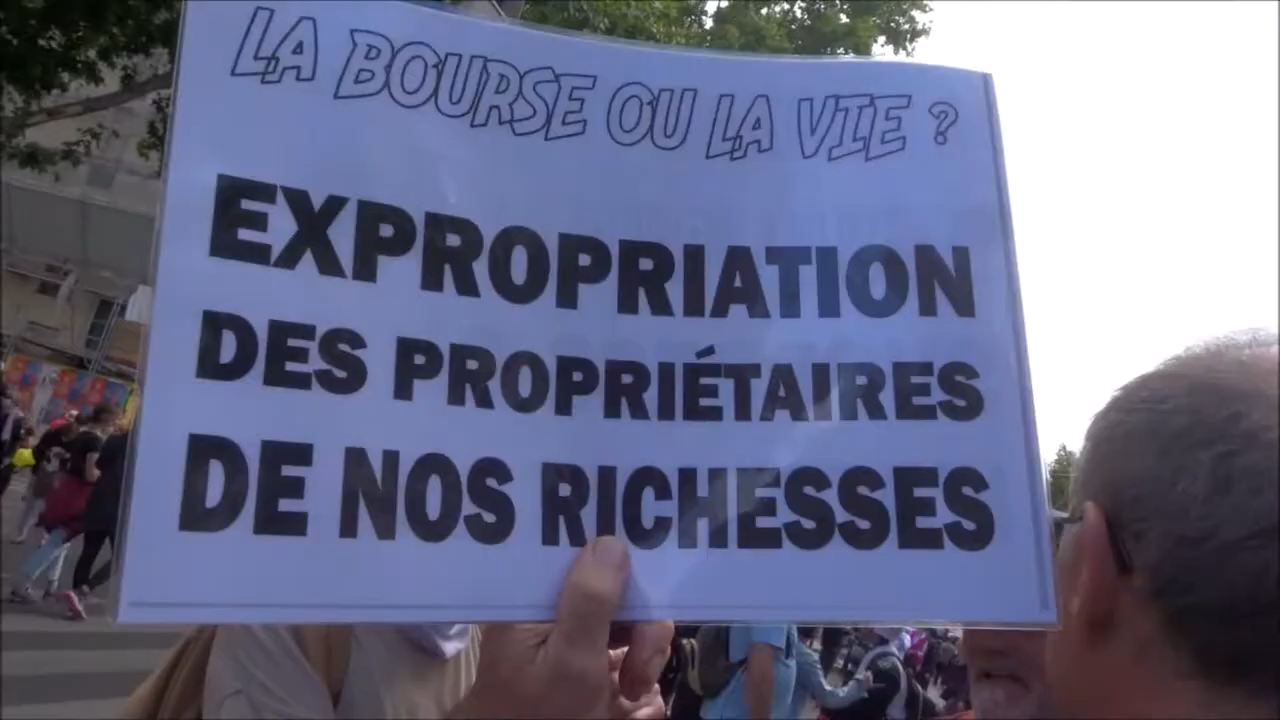 LA BOURSE OU LA VIE ?
EXPROPRIATION
DES PROPRIÉTAIRES
DE NOS RICHESSES